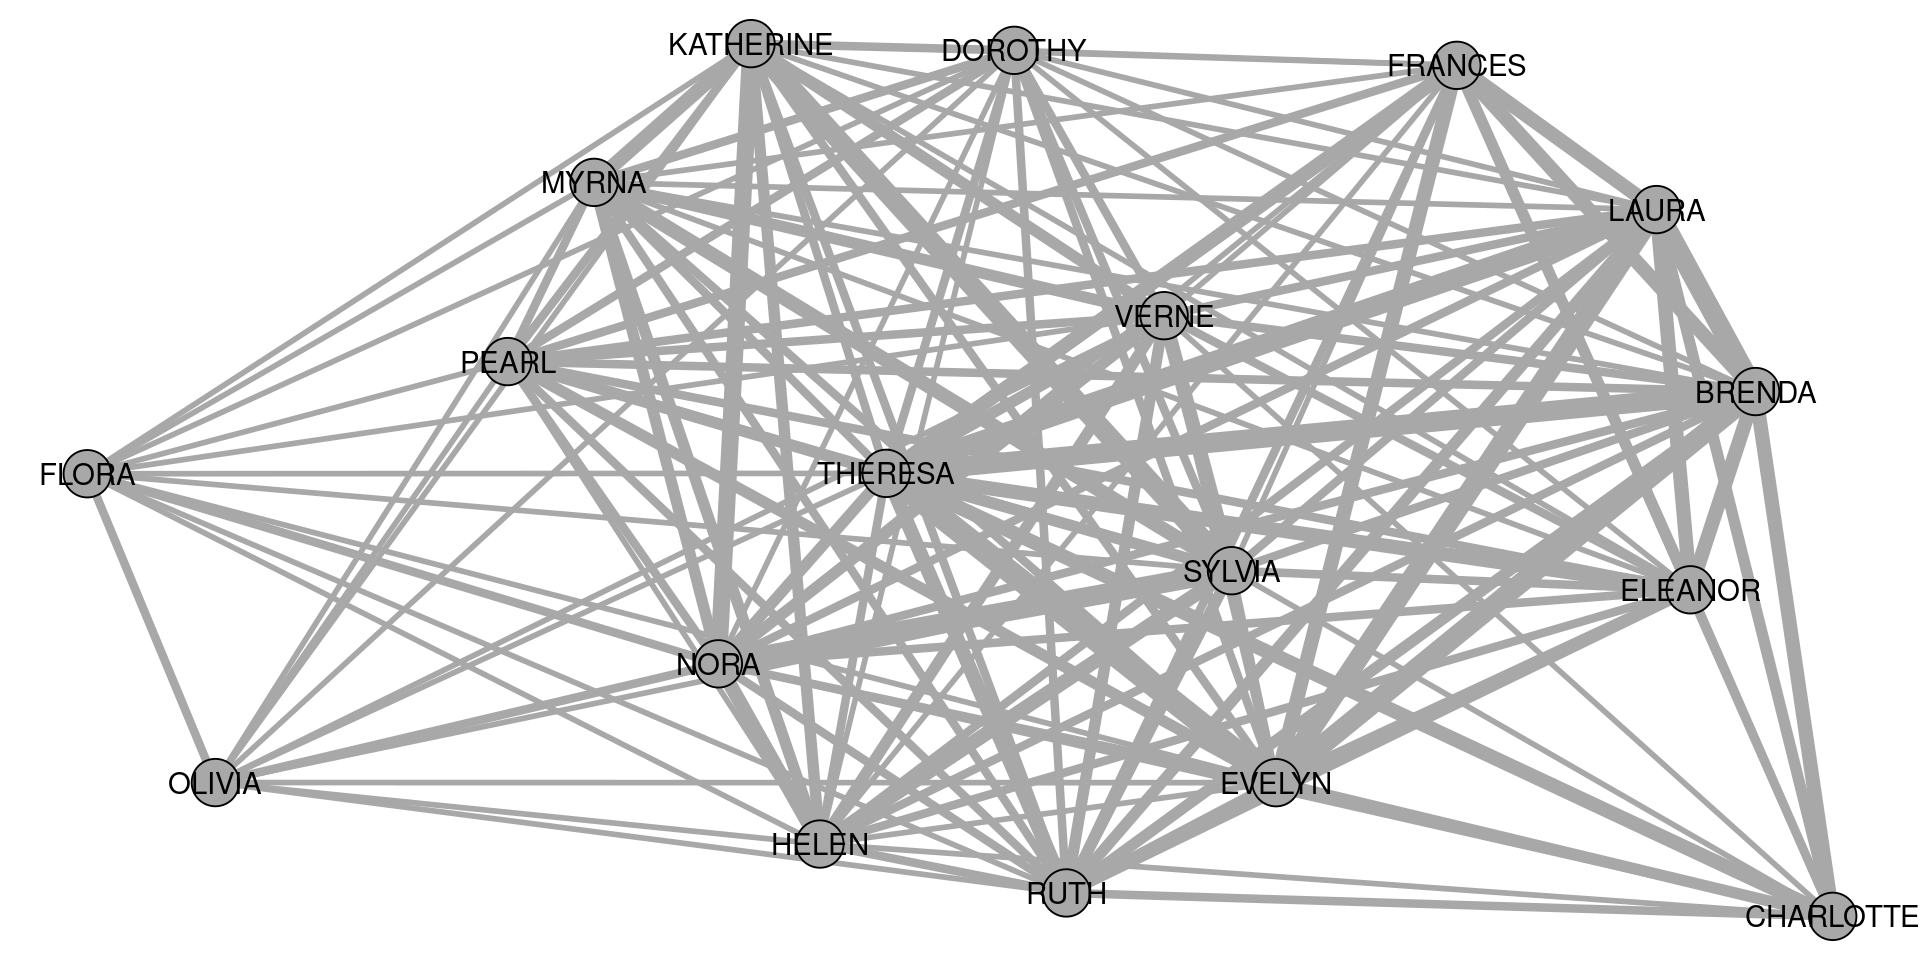 KATHERINE
DOROTHY
FRANCES
MYRNA
LAURA
VERNE
PEARL
BRENDA
FLORA
THERESA
SYLVIA
ELEANOR
NORA
OLIVIA
EVELYN
HELEN
RUTH
CHARLOTTE